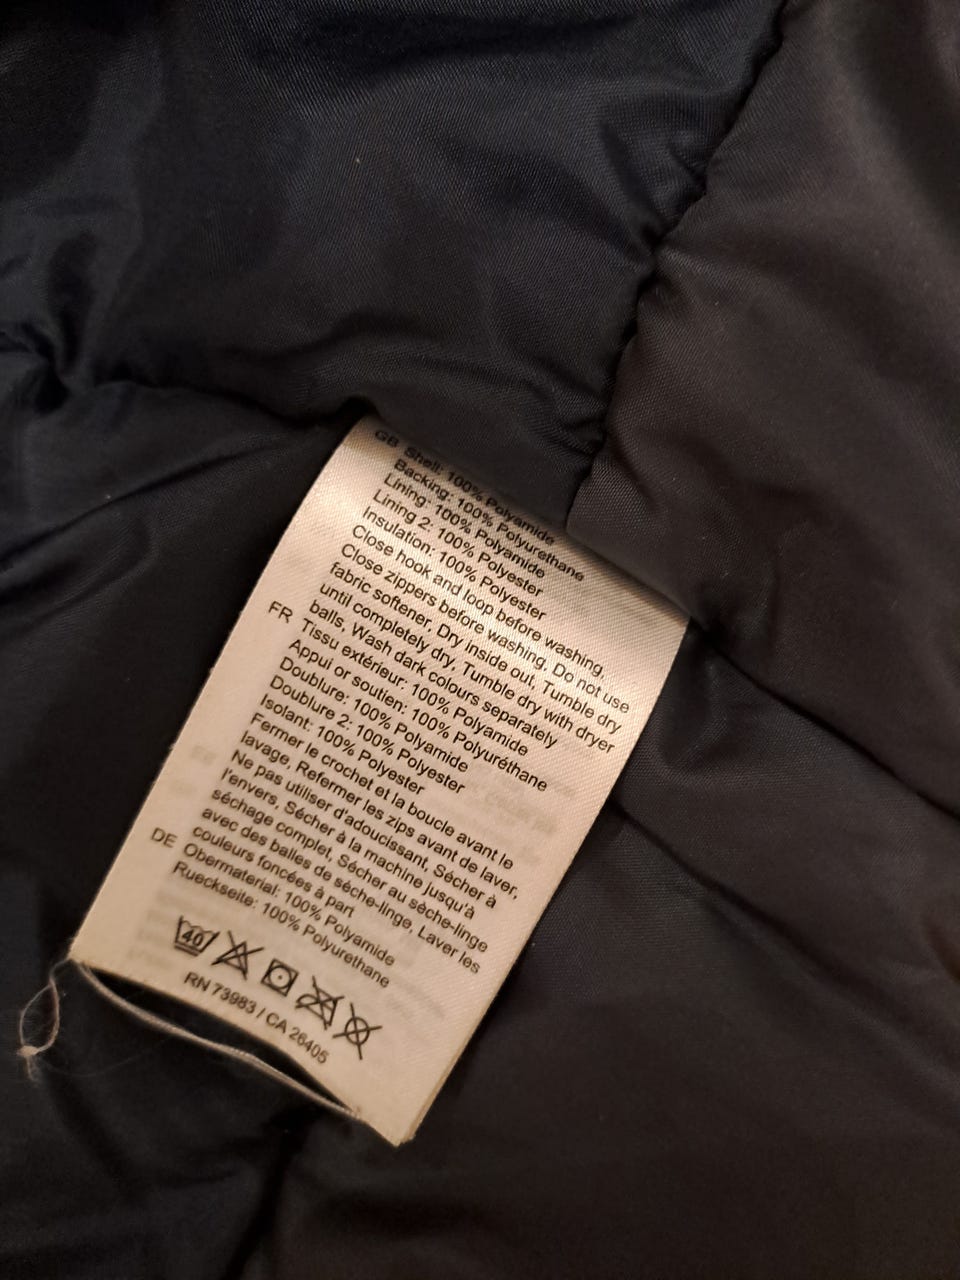 GB Shell: 100% Polyamide
Backing: 100% Polyurethane
Lining: 100% Polyamide
Lining 2: 100% Polyester
Insulation: 100% Polyester
Close hook and loop before washing,
Close zippers before washing, Do not use
fabric softener, Dry inside out, Tumble dry
until completely dry, Tumble dry with dryer
balls, Wash dark colours separately
FR Tissu extérieur: 100% Polyamide
Appui or soutien: 100% Polyuréthane
Doublure: 100% Polyamide
Doublure 2: 100% Polyester
Isolant: 100% Polyester
Fermer le crochet et la boucle avant le
lavage, Refermer les zips avant de laver,
Ne pas utiliser d'adoucissant, Sécher à
l'envers, Sécher à la machine jusqu'à
séchage complet, Sécher au sèche-linge
avec des balles de sèche-linge, Laver les
couleurs foncées à part
DE Obermaterial: 100% Polyamide
Rueckseite: 100% Polyurethane
40
RN 73983 / CA 26405